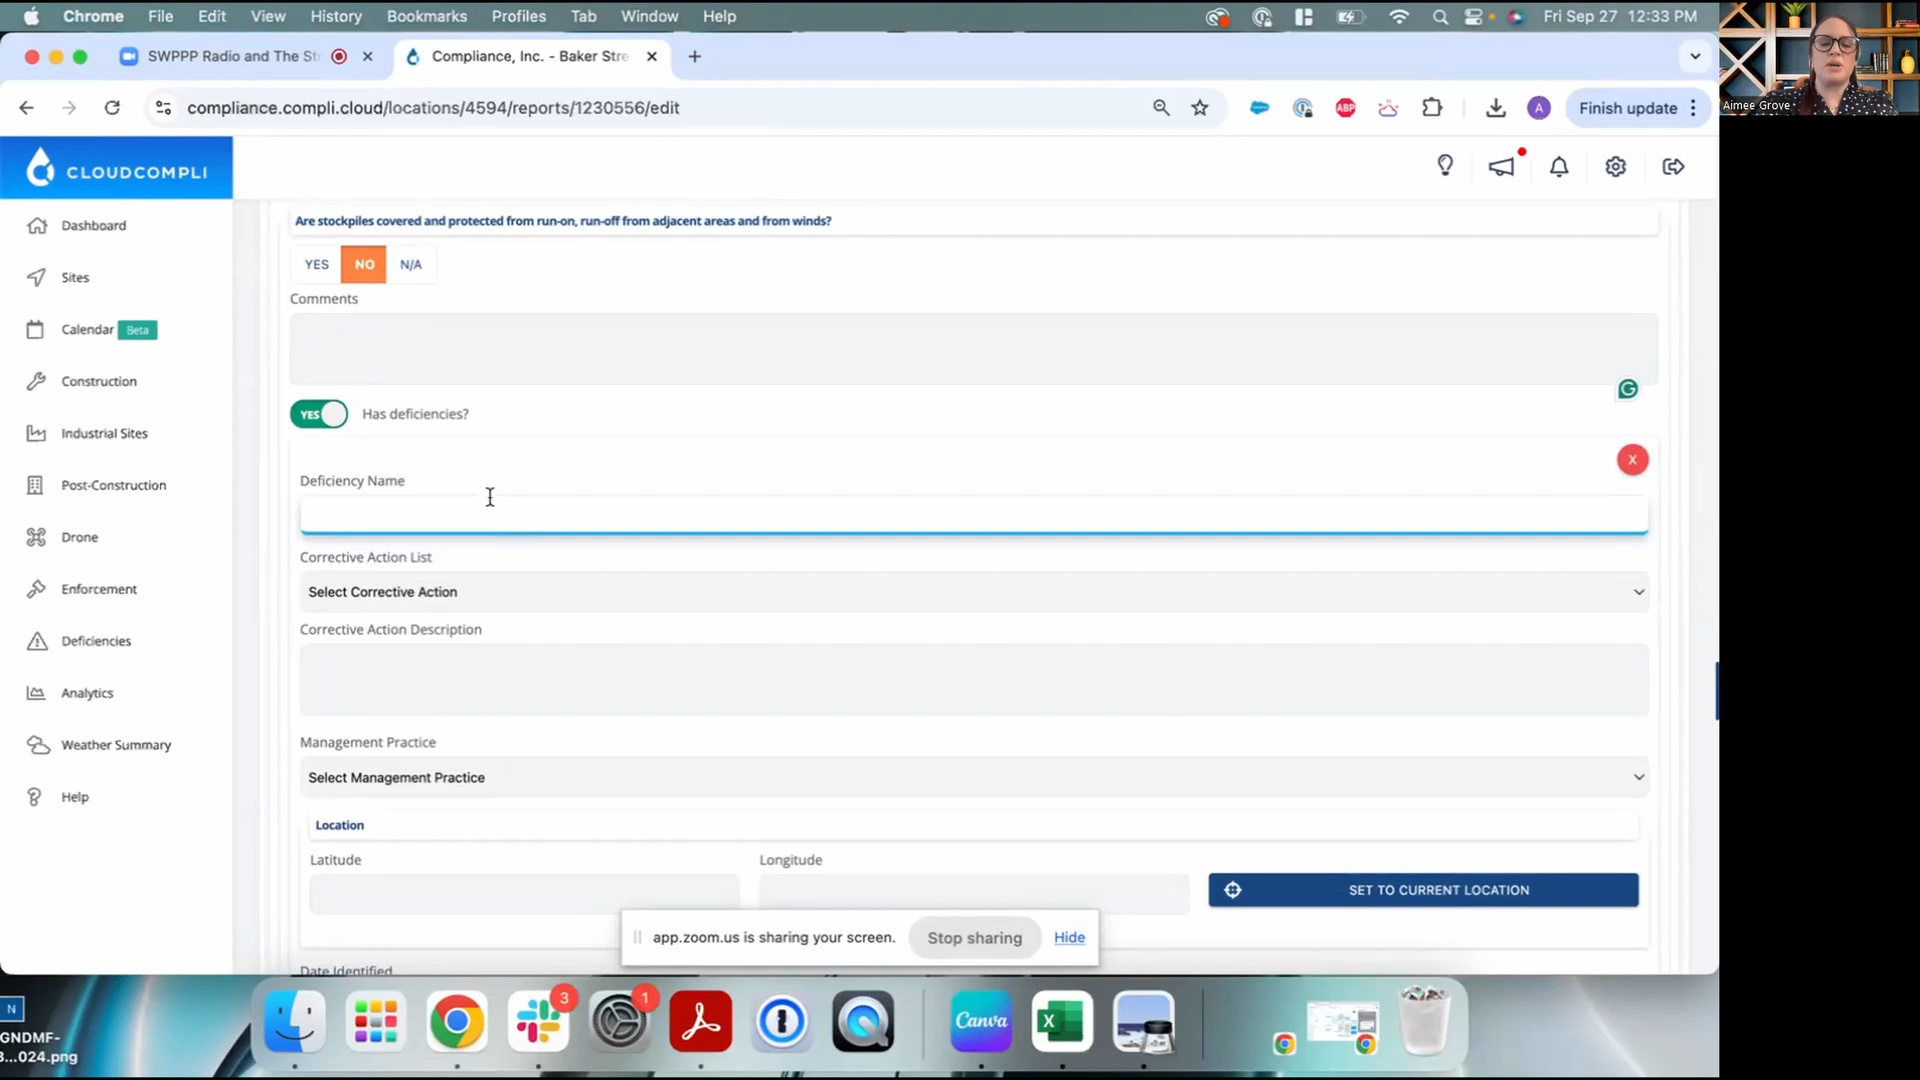 Chrome File Edit View History Bookmarks Profiles Tab Window Help
Fri Sep 27 12:33 PM
SWPPP Radio and The St
Compliance, Inc. - Baker Stre
compliance.compli.cloud/locations/4594/reports/1230556/edit
ABP
A
Finish update
Aimee Grove
CLOUDCOMPLI
Dashboard
Sites
Calendar Beta
Construction
Industrial Sites
Post-Construction
Drone
Enforcement
Deficiencies
Analytics
Weather Summary
Help
Are stockpiles covered and protected from run-on, run-off from adjacent areas and from winds?
YES NO N/A
Comments
YES Has deficiencies?
X
Deficiency Name
Corrective Action List
Select Corrective Action
Corrective Action Description
Management Practice
Select Management Practice
Location
Latitude Longitude
SET TO CURRENT LOCATION
app.zoom.us is sharing your screen. Stop sharing Hide
Date Identified
N
GNDMF-
3...024.png
3
1
Canva
X